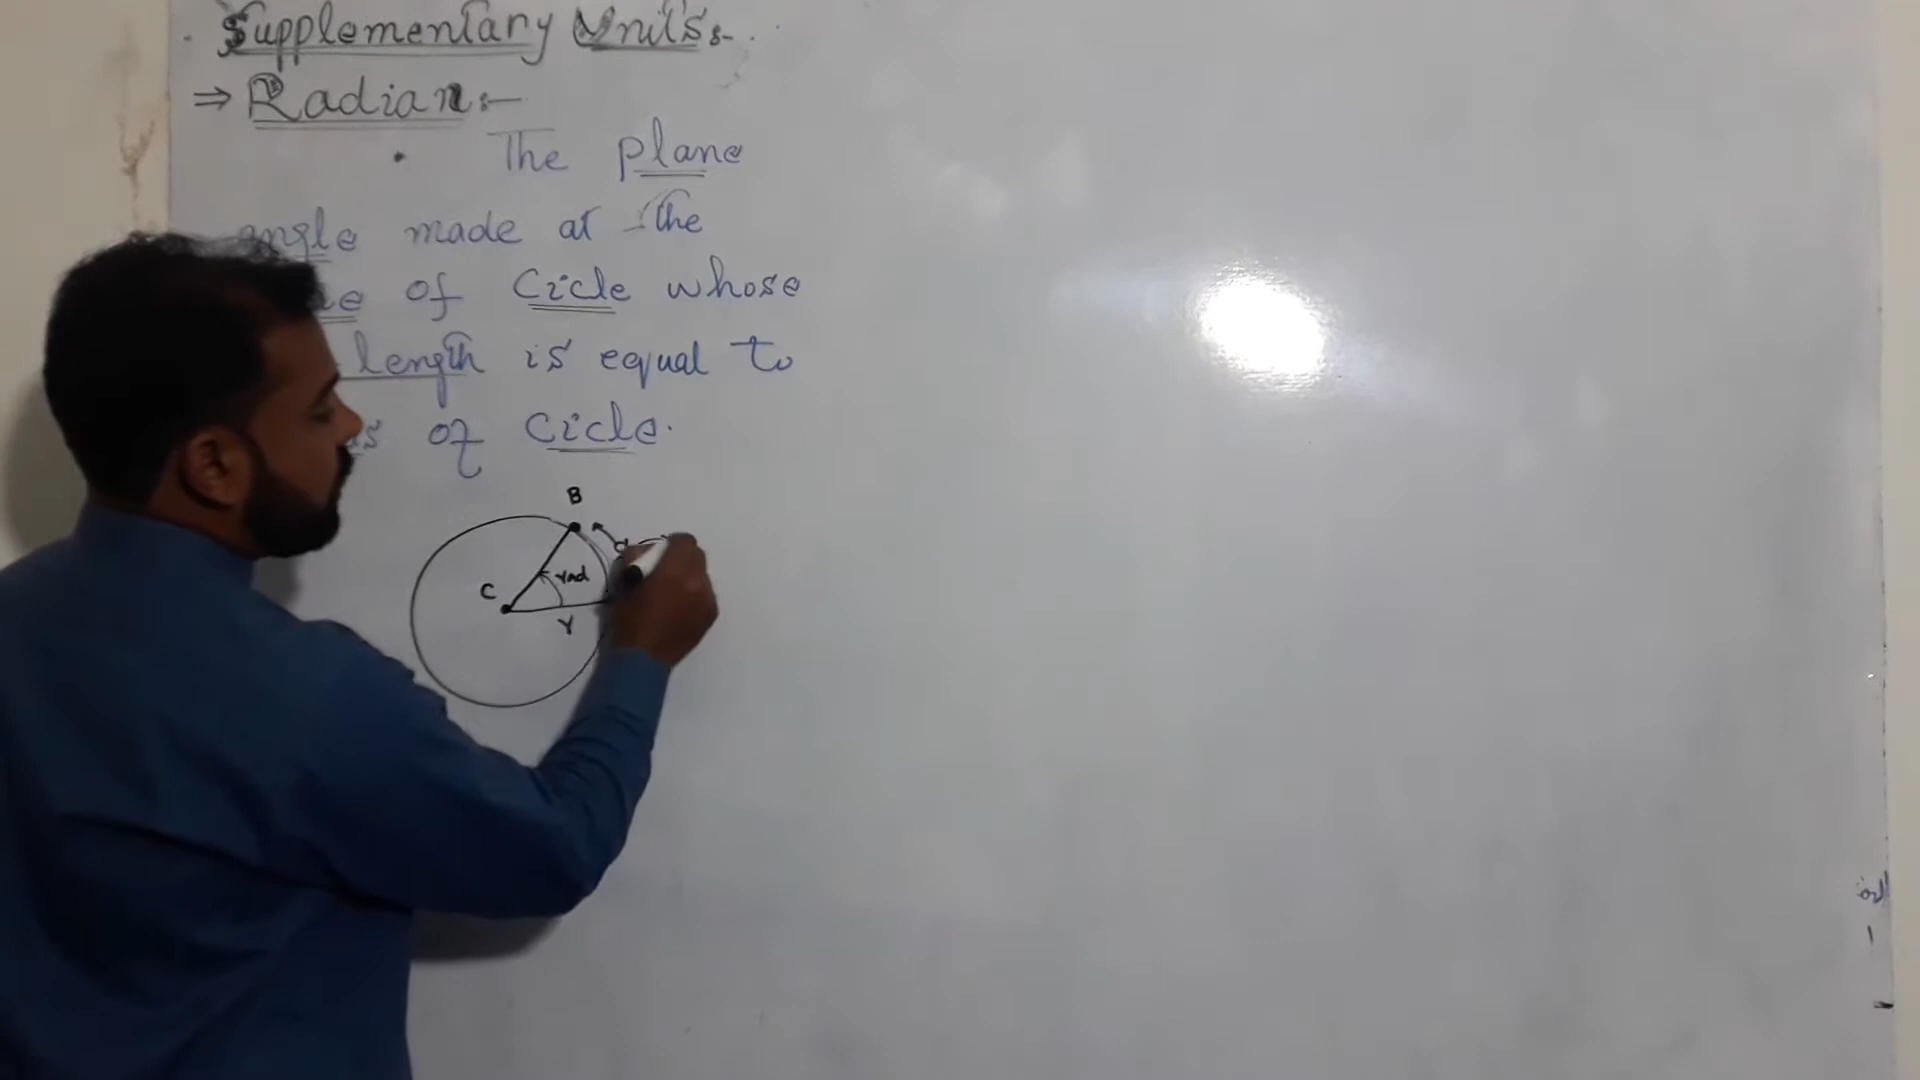 Supplementary Units:-
⇒ Radian:-
The plane
angle made at the
of Cicle whose
length is equal to
of Cicle.
B
C rad
r